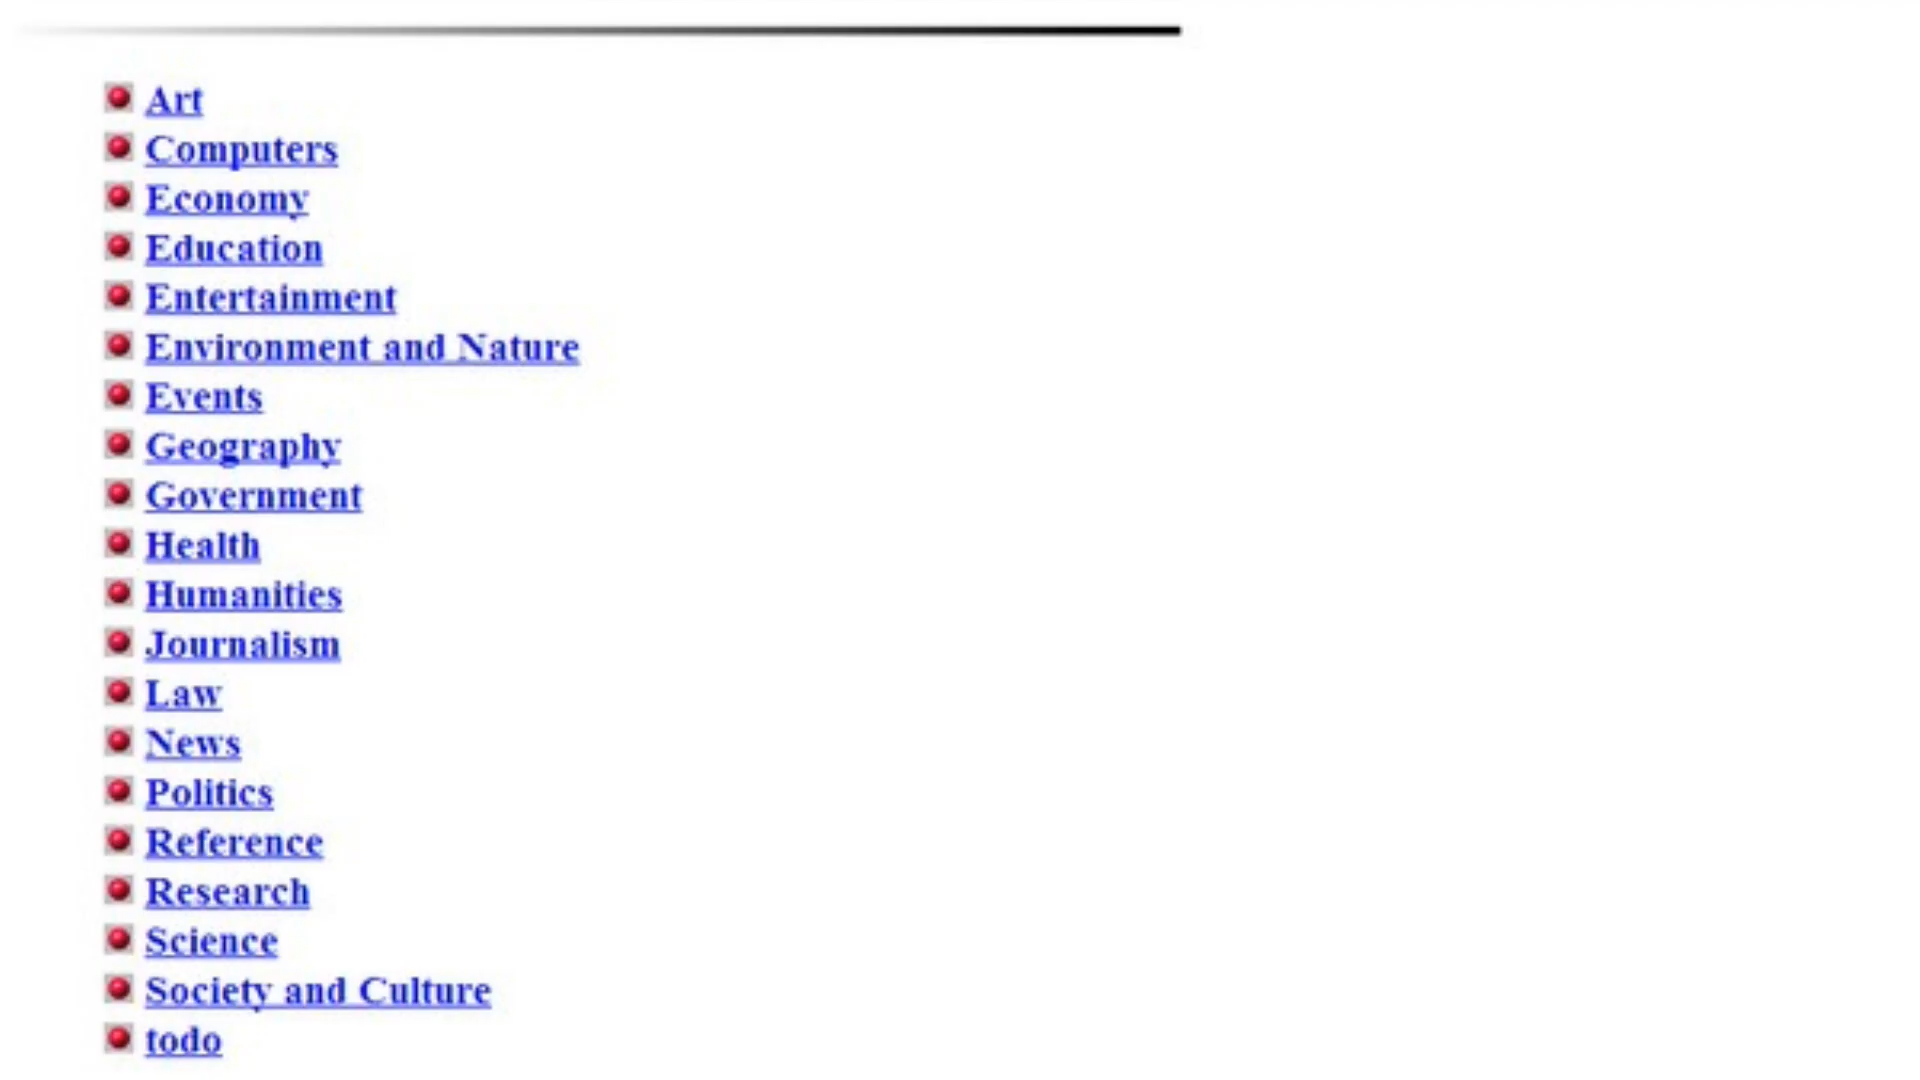 Art
Computers
Economy
Education
Entertainment
Environment and Nature
Events
Geography
Government
Health
Humanities
Journalism
Law
News
Politics
Reference
Research
Science
Society and Culture
todo